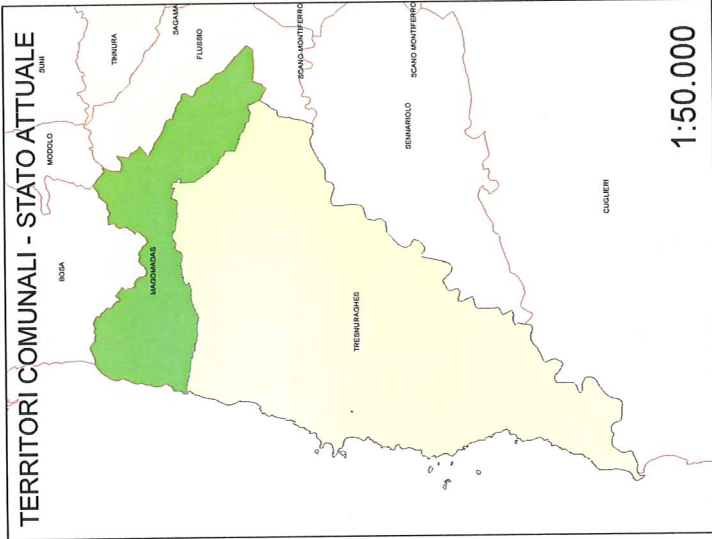 TERRITORI COMUNALI - STATO ATTUALE
SUNI
MODOLO
TINNURA
SAGAMA
BOSA
FLUSSIO
MAGOMADAS
SCANO MONTIFERRO
SCANO MONTIFERRO
TRESNURAGHES
SENNARIOLO
CUGLIERI
1:50.000